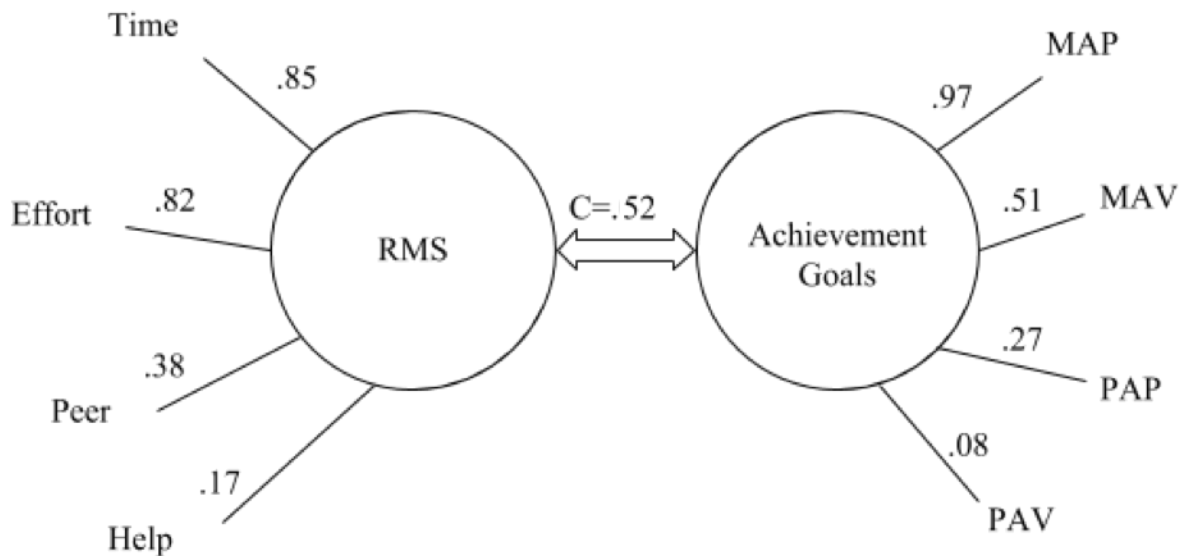 Time
.85
Effort
.82
RMS
.38
Peer
.17
Help
C=.52
MAP
.97
MAV
.51
Achievement
Goals
.27
PAP
.08
PAV